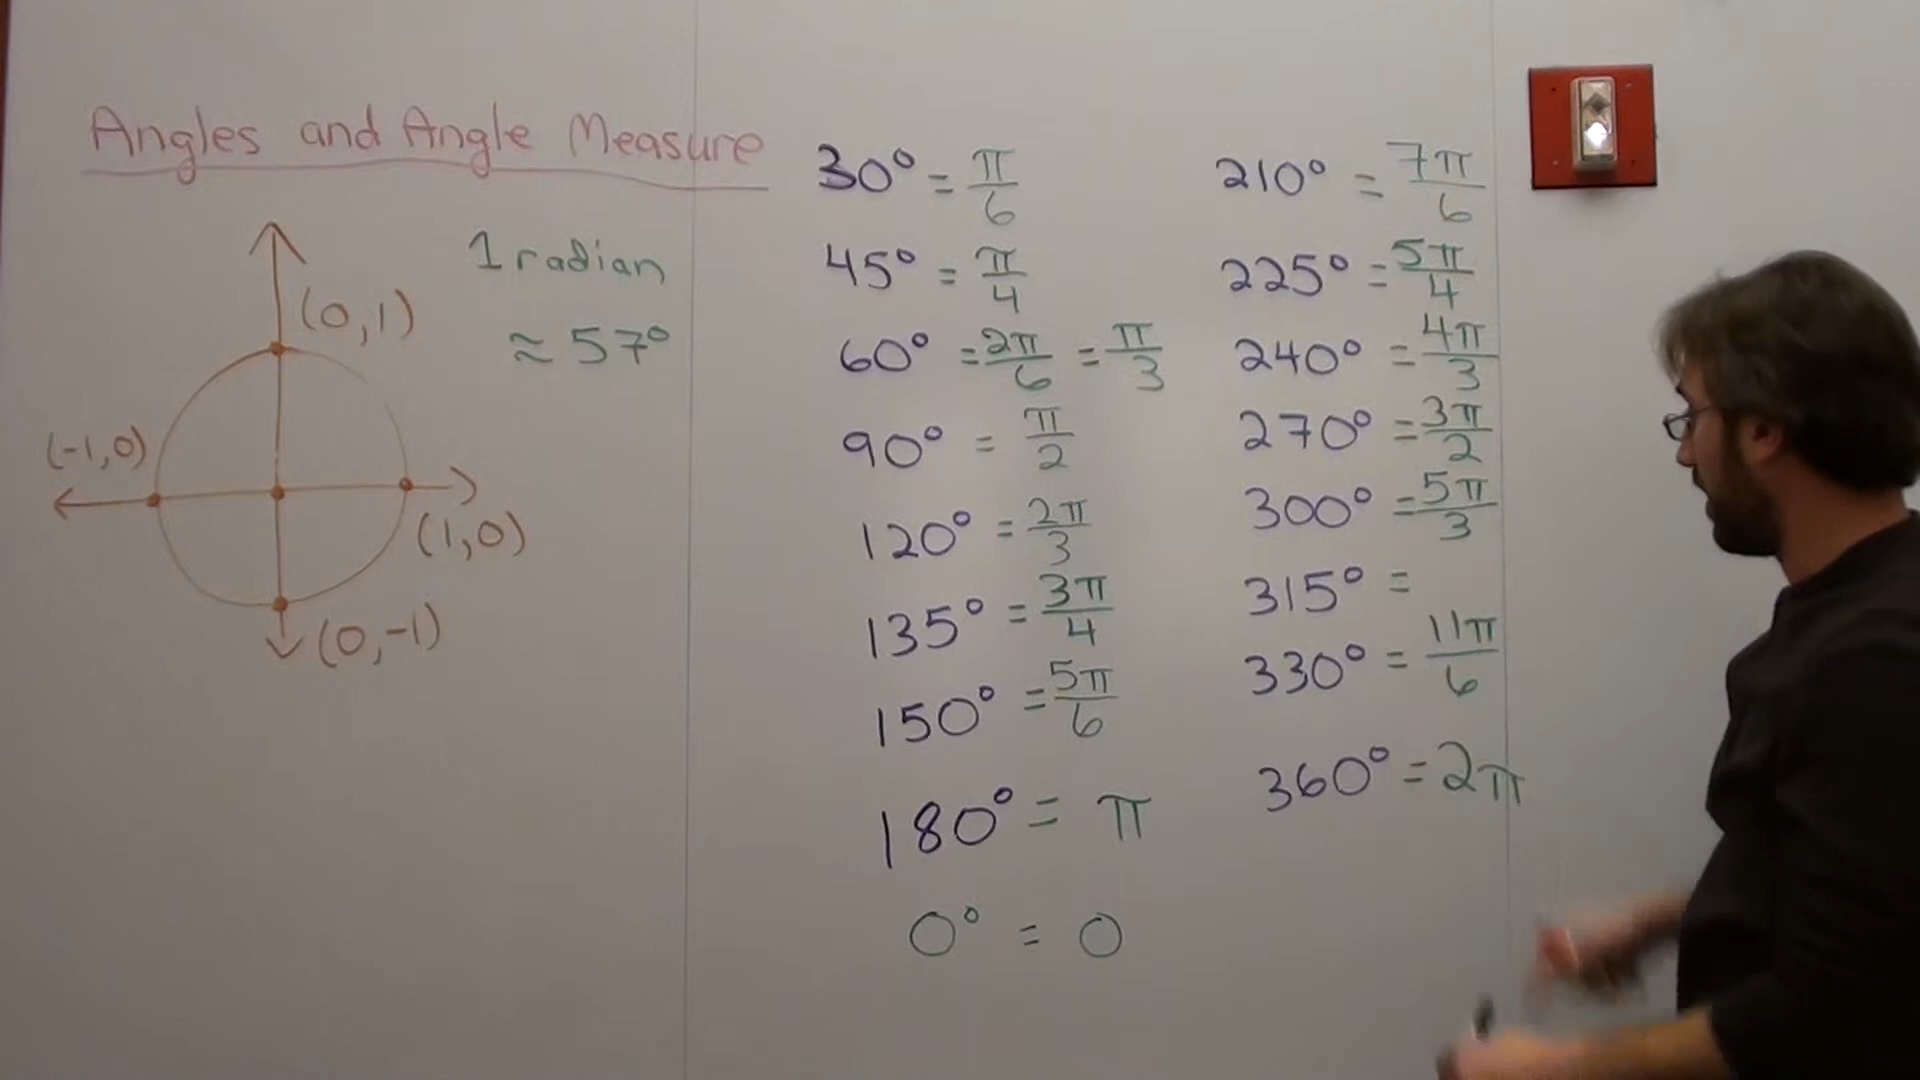 Angles and Angle Measure
1 radian
≈ 57°
(0,1)
(-1,0)
(1,0)
(0,-1)
30° = π/6
45° = π/4
60° = 2π/6 = π/3
90° = π/2
120° = 2π/3
135° = 3π/4
150° = 5π/6
180° = π
0° = 0
210° = 7π/6
225° = 5π/4
240° = 4π/3
270° = 3π/2
300° = 5π/3
315° =
330° = 11π/6
360° = 2π